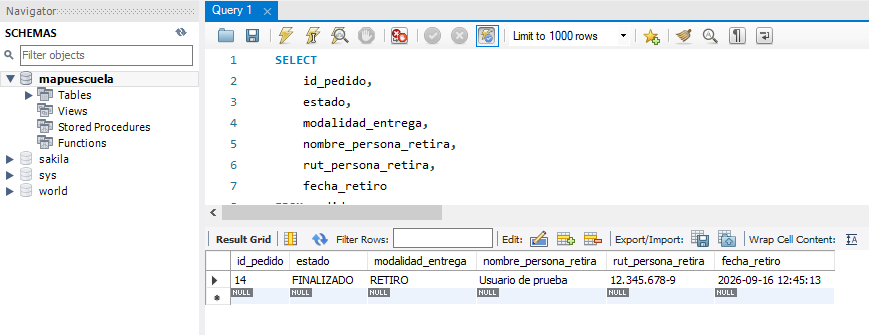 Navigator
SCHEMAS
Filter objects
mapuescuela
Tables
Views
Stored Procedures
Functions
sakila
sys
world
Query 1
Limit to 1000 rows
1 SELECT
2 id_pedido,
3 estado,
4 modalidad_entrega,
5 nombre_persona_retira,
6 rut_persona_retira,
7 fecha_retiro
Result Grid Filter Rows: Edit: Export/Import: Wrap Cell Content:
id_pedido estado modalidad_entrega nombre_persona_retira rut_persona_retira fecha_retiro
14 FINALIZADO RETIRO Usuario de prueba 12.345.678-9 2026-09-16 12:45:13
NULL NULL NULL NULL NULL NULL